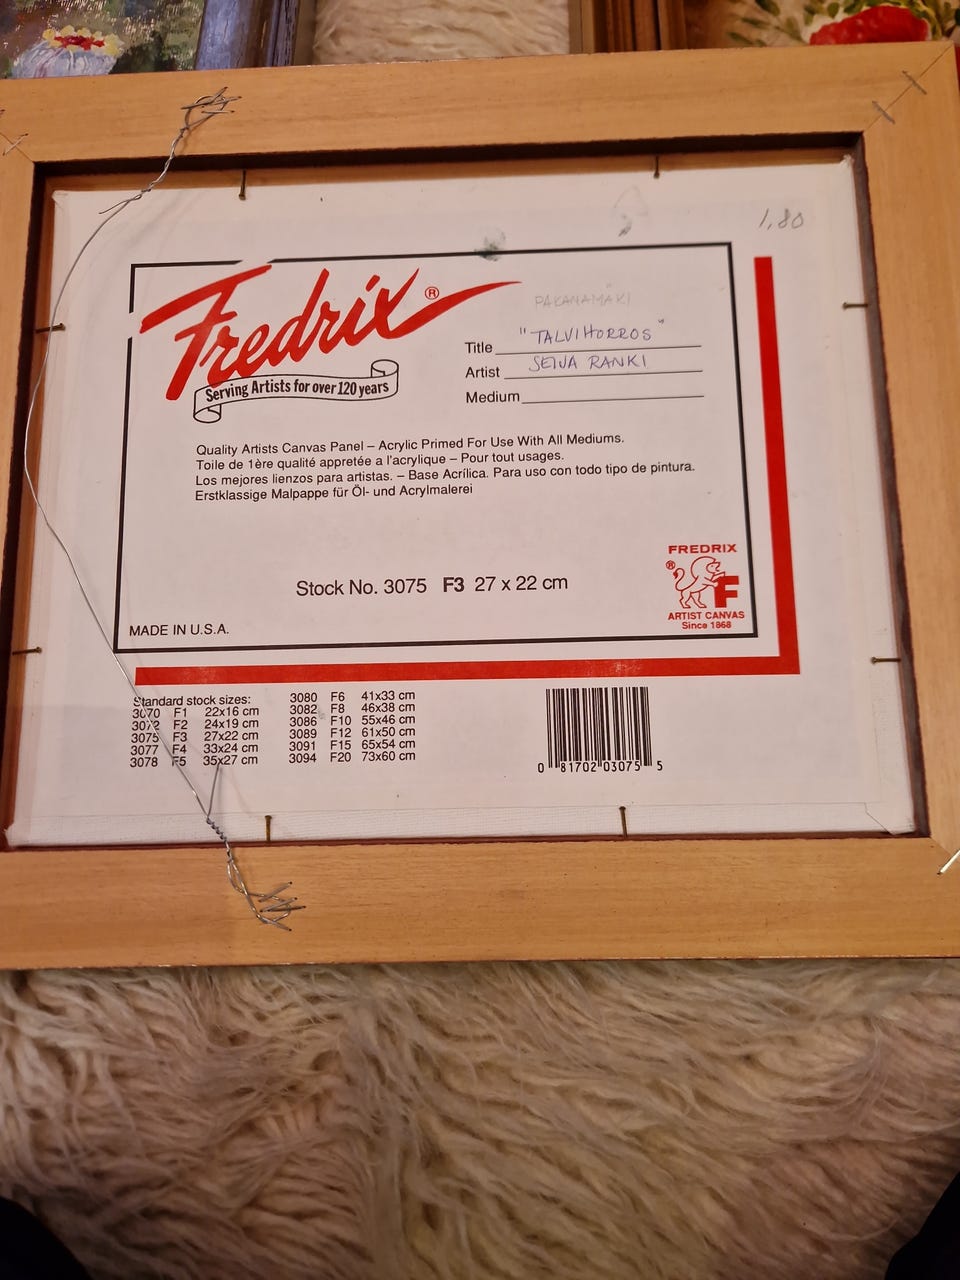 1,80
Fredrix®
Serving Artists for over 120 years
PAKANAMÄKI
Title "TALVIHORROS"
Artist SEIJA RANKI
Medium
Quality Artists Canvas Panel – Acrylic Primed For Use With All Mediums.
Toile de 1ère qualité appretée a l'acrylique – Pour tout usages.
Los mejores lienzos para artistas. – Base Acrílica. Para uso con todo tipo de pintura.
Erstklassige Malpappe für Öl- und Acrylmalerei
Stock No. 3075 F3 27 x 22 cm
FREDRIX
®
F
ARTIST CANVAS
Since 1868
MADE IN U.S.A.
Standard stock sizes:
3070 F1 22x16 cm
3072 F2 24x19 cm
3075 F3 27x22 cm
3077 F4 33x24 cm
3078 F5 35x27 cm
3080 F6 41x33 cm
3082 F8 46x38 cm
3086 F10 55x46 cm
3089 F12 61x50 cm
3091 F15 65x54 cm
3094 F20 73x60 cm
0 81702 03075 5